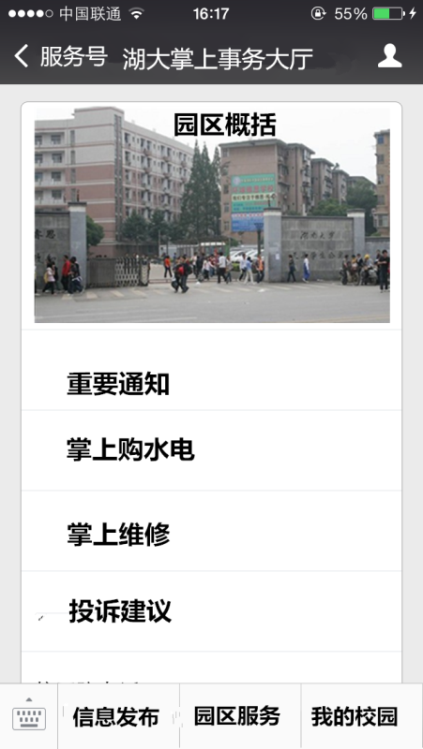 中国联通
16:17
55%
服务号
湖大掌上事务大厅
园区概括
重要通知
掌上购水电
掌上维修
投诉建议
信息发布
园区服务
我的校园